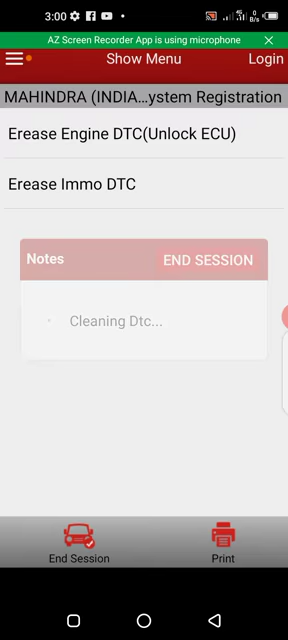 3:00
0
B/s
AZ Screen Recorder App is using microphone
Show Menu
Login
MAHINDRA (INDIA...ystem Registration
Erease Engine DTC(Unlock ECU)
Erease Immo DTC
Notes
END SESSION
Cleaning Dtc...
End Session
Print